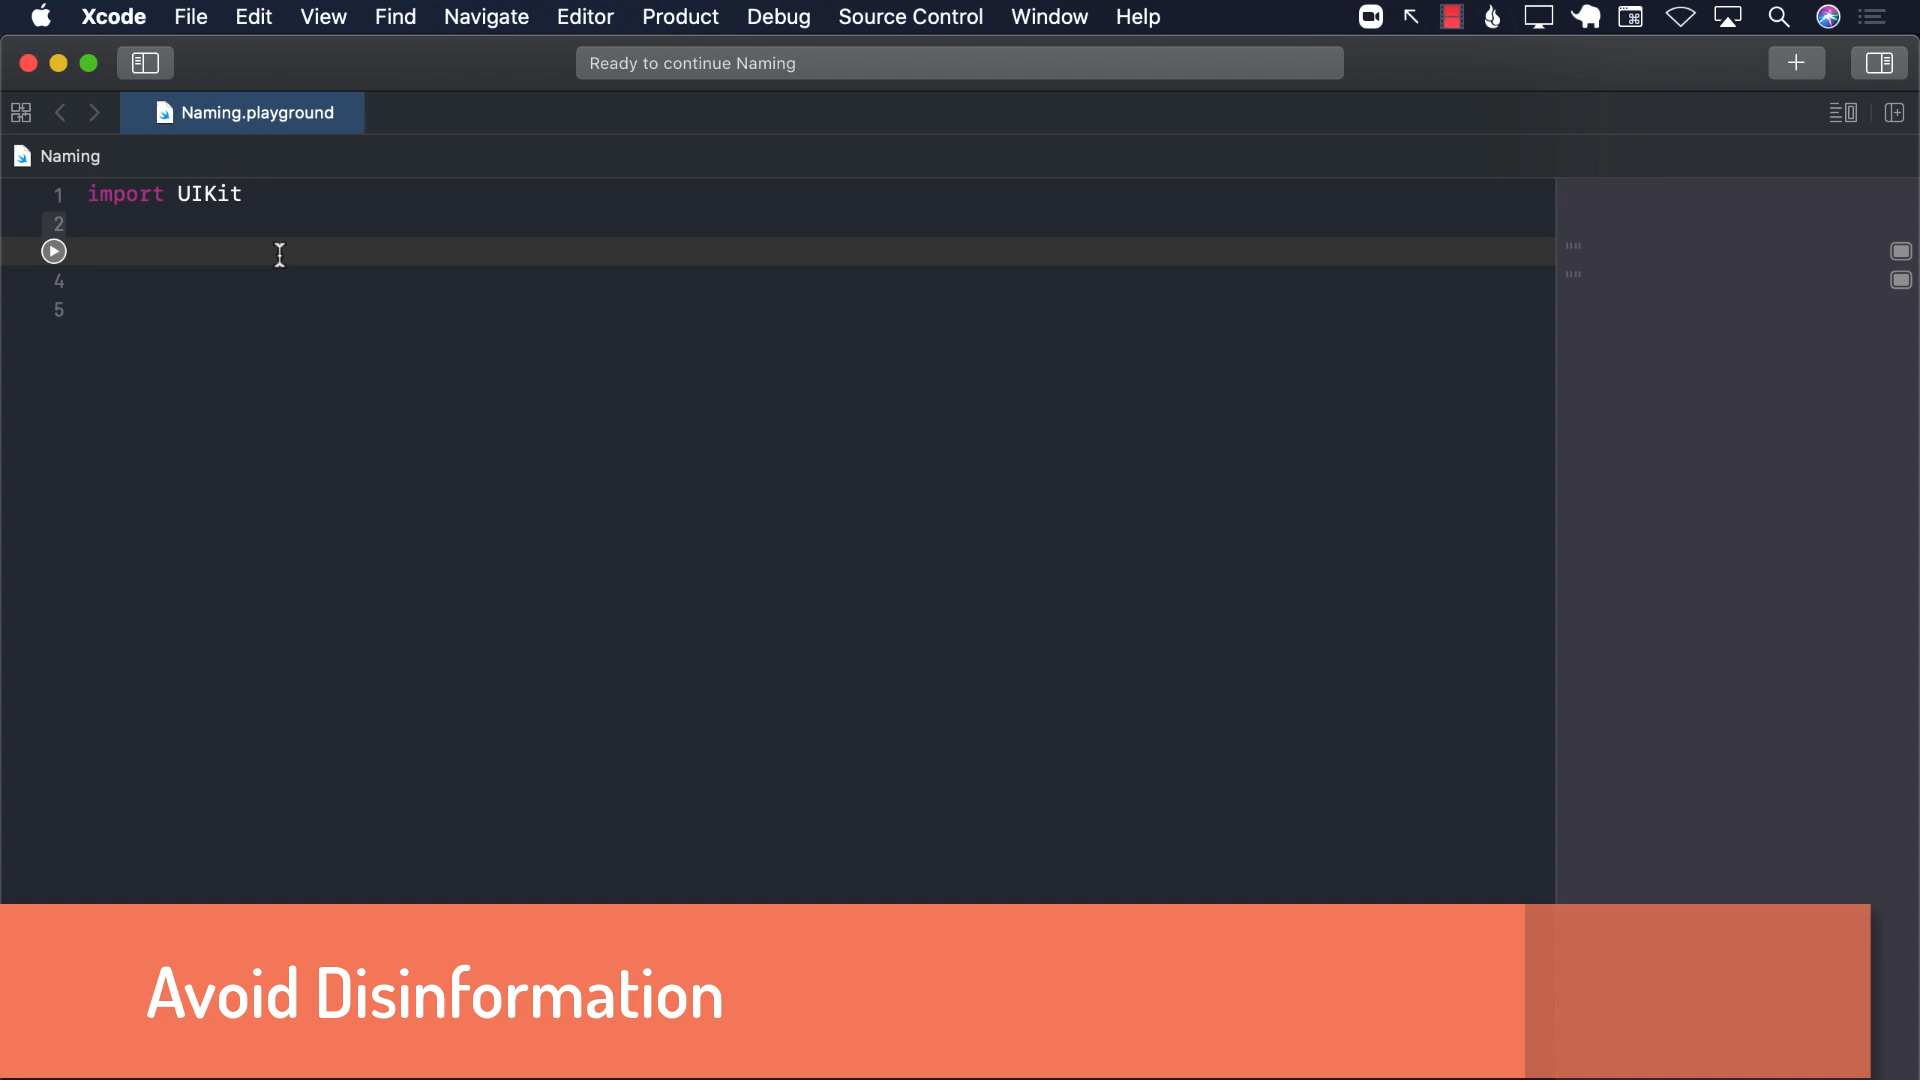 Xcode File Edit View Find Navigate Editor Product Debug Source Control Window Help
Ready to continue Naming
Naming.playground
Naming
1 import UIKit
2
""
4 ""
5
Avoid Disinformation